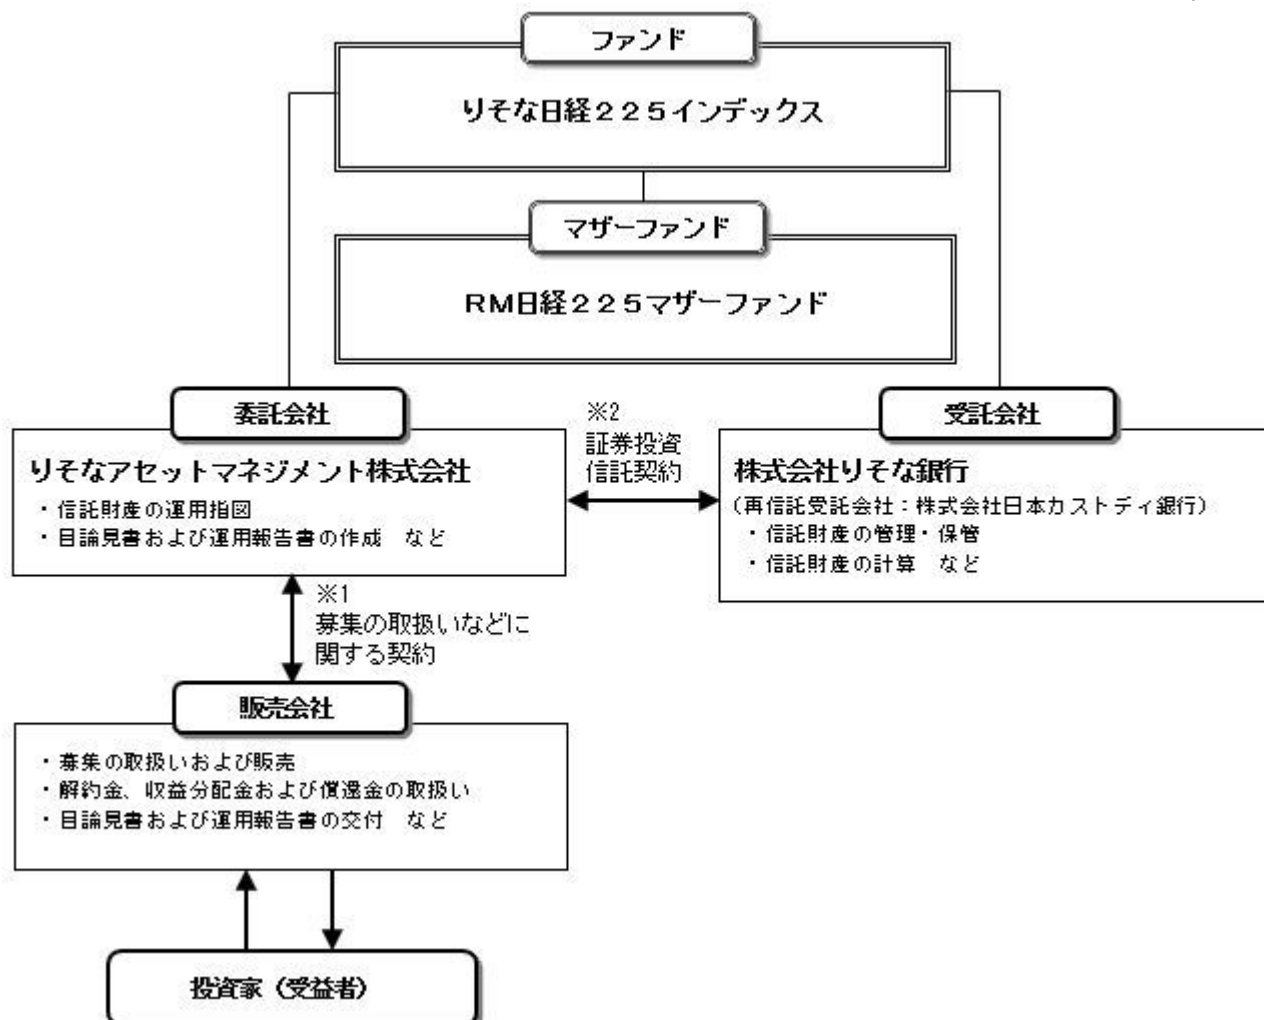 ファンド
りそな日経２２５インデックス
マザーファンド
ＲＭ日経２２５マザーファンド
委託会社
りそなアセットマネジメント株式会社
・信託財産の運用指図
・目論見書および運用報告書の作成　など
※2
証券投資
信託契約
受託会社
株式会社りそな銀行
（再信託受託会社：株式会社日本カストディ銀行）
・信託財産の管理・保管
・信託財産の計算　など
※1
募集の取扱いなどに
関する契約
販売会社
・募集の取扱いおよび販売
・解約金、収益分配金および償還金の取扱い
・目論見書および運用報告書の交付　など
投資家（受益者）